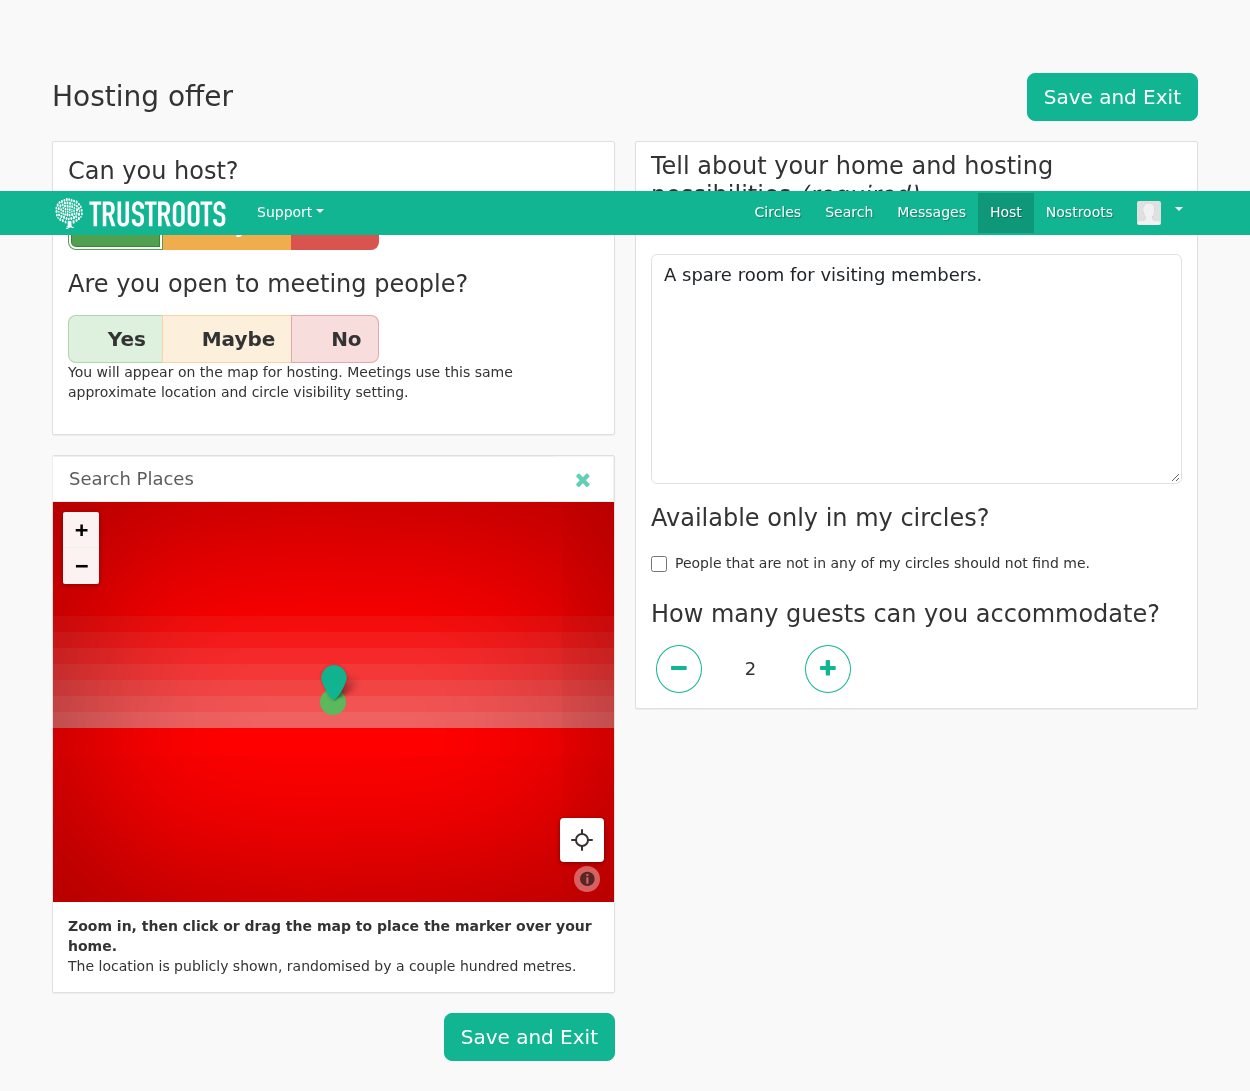 Hosting offer
Save and Exit
Can you host?
Tell about your home and hosting
possibilities (required)
TRUSTROOTS
Support
Circles
Search
Messages
Host
Nostroots
Are you open to meeting people?
Yes
Maybe
No
You will appear on the map for hosting. Meetings use this same
approximate location and circle visibility setting.
A spare room for visiting members.
Search Places
+
−
Available only in my circles?
People that are not in any of my circles should not find me.
How many guests can you accommodate?
2
Zoom in, then click or drag the map to place the marker over your
home.
The location is publicly shown, randomised by a couple hundred metres.
Save and Exit